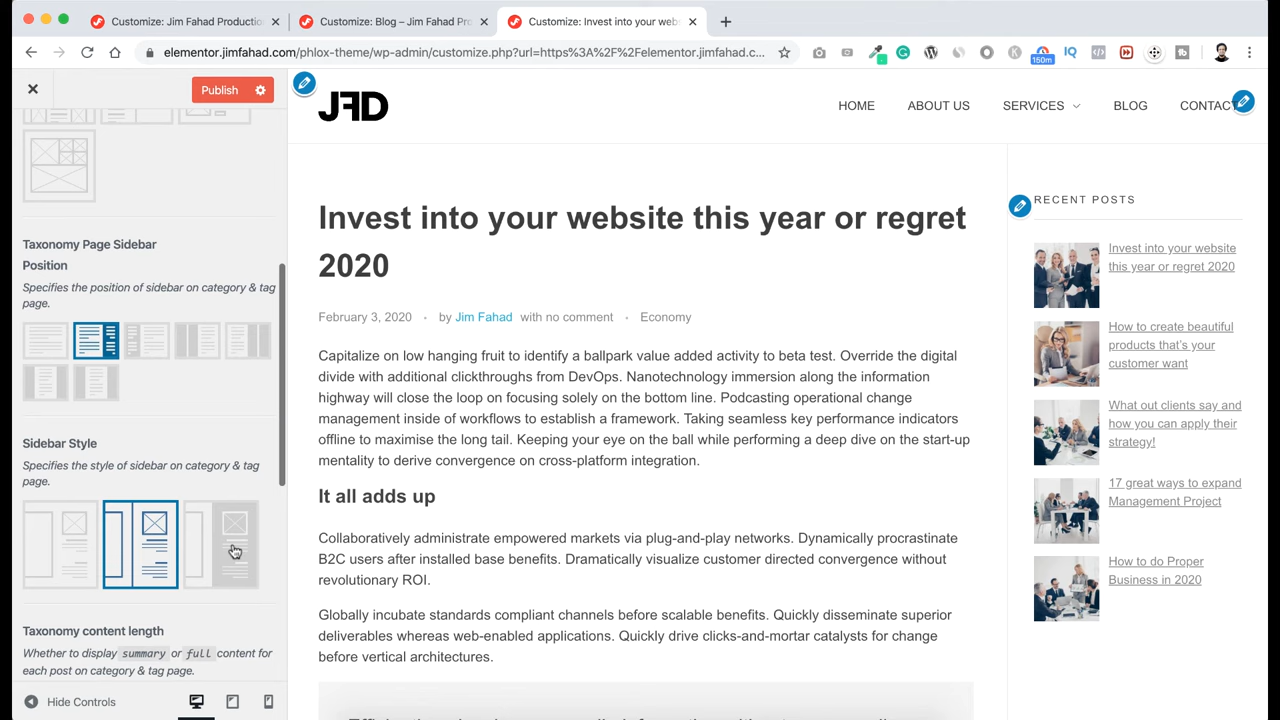 Customize: Jim Fahad Productio
Customize: Blog – Jim Fahad Pro
Customize: Invest into your webs
elementor.jimfahad.com/phlox-theme/wp-admin/customize.php?url=https%3A%2F%2Felementor.jimfahad.c...
150m
IQ
Publish
Taxonomy Page Sidebar
Position
Specifies the position of sidebar on category & tag
page.
Sidebar Style
Specifies the style of sidebar on category & tag
page.
Taxonomy content length
Whether to display summary or full content for
each post on category & tag page.
Hide Controls
JFD
HOME
ABOUT US
SERVICES
BLOG
CONTACT
Invest into your website this year or regret
2020
February 3, 2020 • by Jim Fahad with no comment • Economy
Capitalize on low hanging fruit to identify a ballpark value added activity to beta test. Override the digital
divide with additional clickthroughs from DevOps. Nanotechnology immersion along the information
highway will close the loop on focusing solely on the bottom line. Podcasting operational change
management inside of workflows to establish a framework. Taking seamless key performance indicators
offline to maximise the long tail. Keeping your eye on the ball while performing a deep dive on the start-up
mentality to derive convergence on cross-platform integration.
It all adds up
Collaboratively administrate empowered markets via plug-and-play networks. Dynamically procrastinate
B2C users after installed base benefits. Dramatically visualize customer directed convergence without
revolutionary ROI.
Globally incubate standards compliant channels before scalable benefits. Quickly disseminate superior
deliverables whereas web-enabled applications. Quickly drive clicks-and-mortar catalysts for change
before vertical architectures.
RECENT POSTS
Invest into your website
this year or regret 2020
How to create beautiful
products that's your
customer want
What out clients say and
how you can apply their
strategy!
17 great ways to expand
Management Project
How to do Proper
Business in 2020